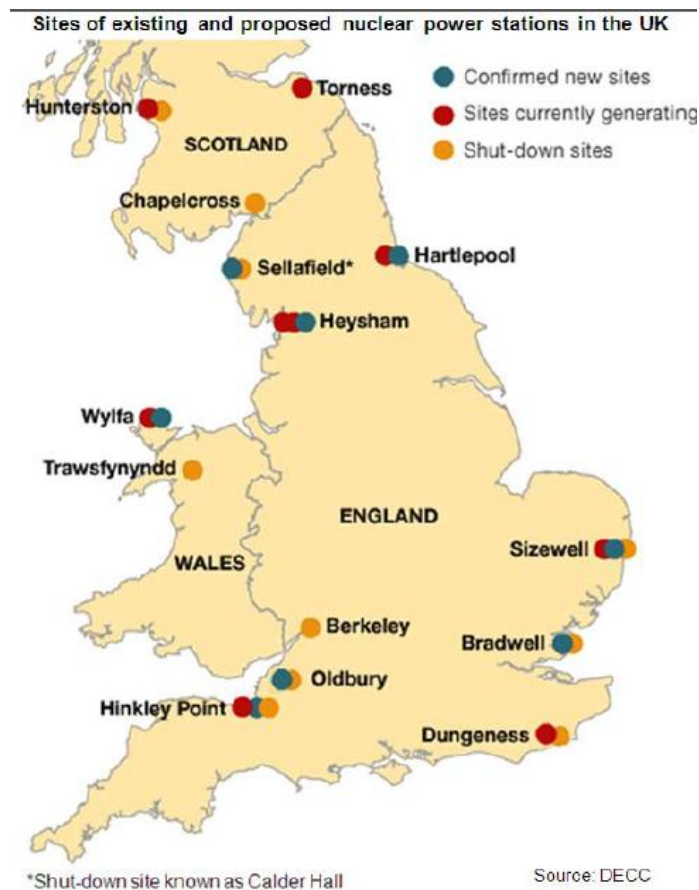 Sites of existing and proposed nuclear power stations in the UK
Confirmed new sites
Sites currently generating
Shut-down sites
Torness
Hunterston
SCOTLAND
Chapelcross
Hartlepool
Sellafield*
Heysham
Wylfa
Trawsfynyndd
ENGLAND
Sizewell
WALES
Berkeley
Bradwell
Oldbury
Hinkley Point
Dungeness
*Shut-down site known as Calder Hall
Source: DECC